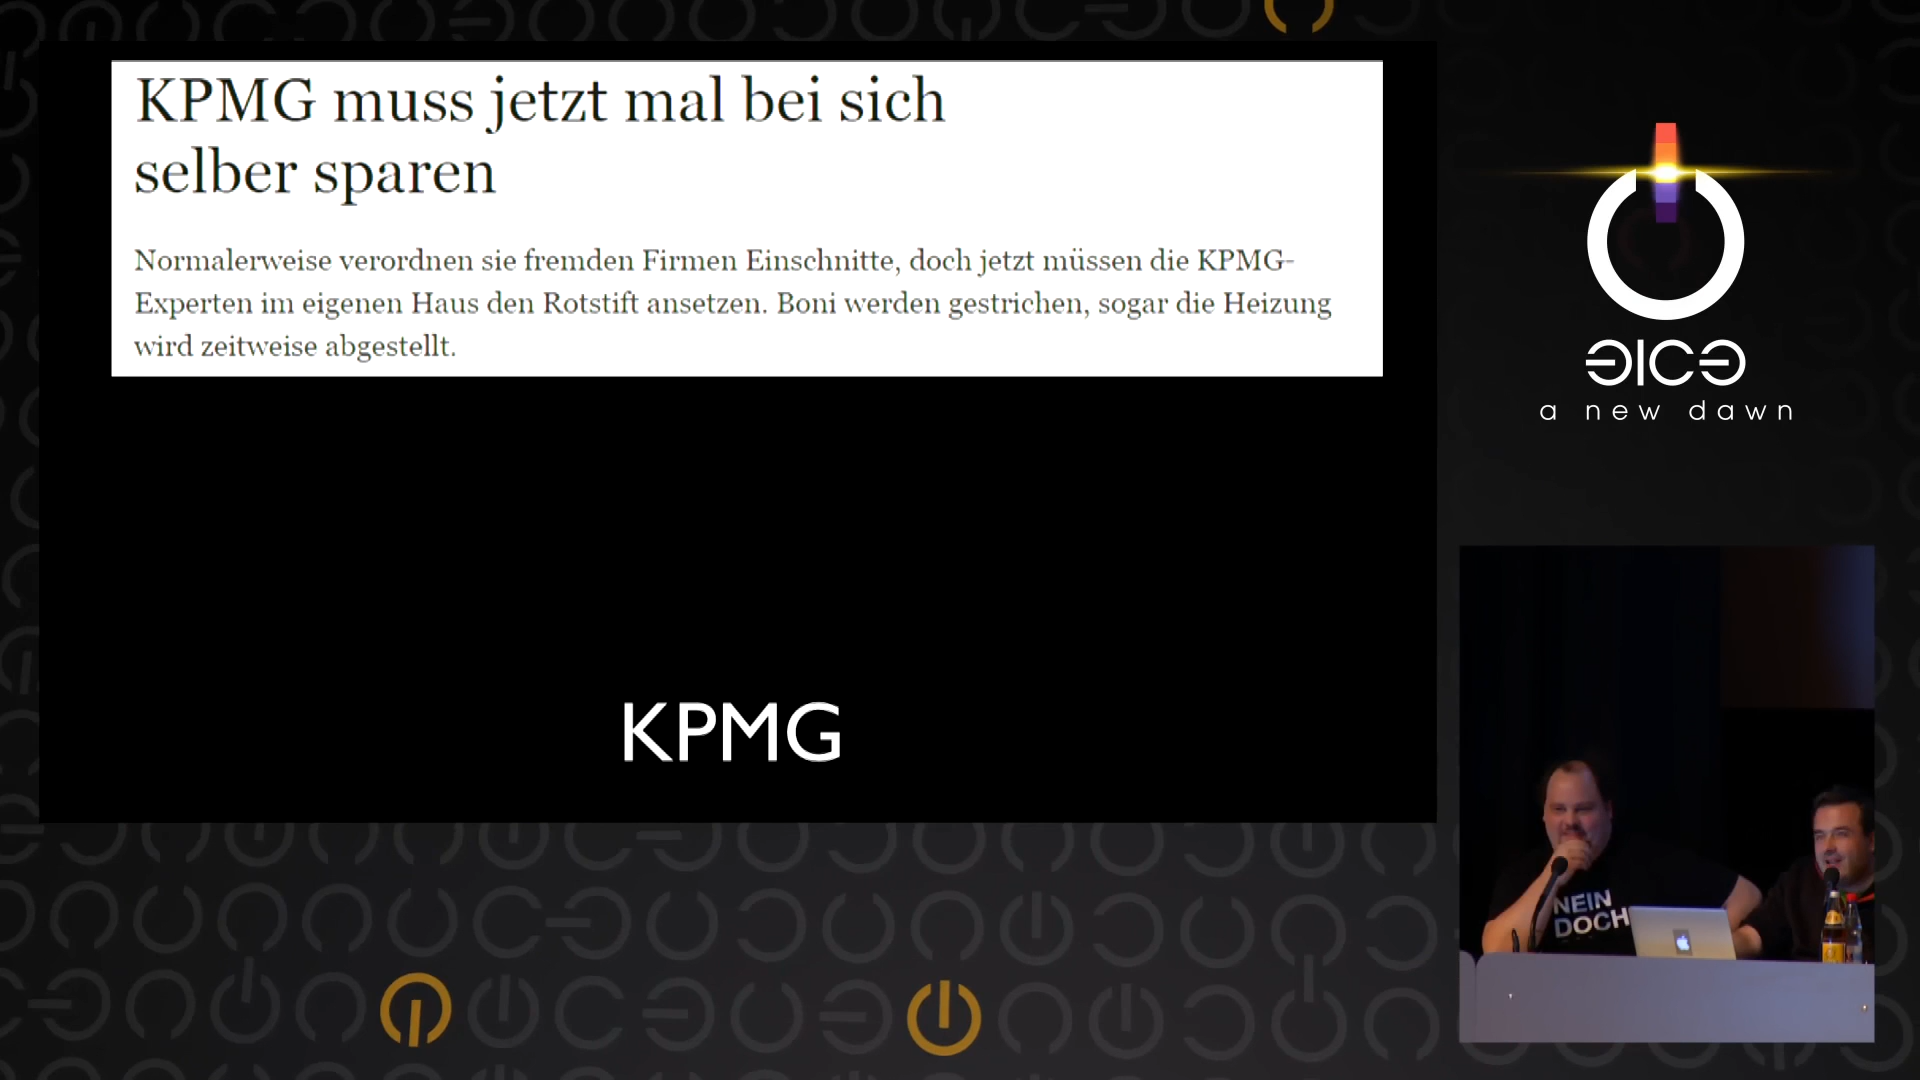 KPMG muss jetzt mal bei sich
selber sparen
Normalerweise verordnen sie fremden Firmen Einschnitte, doch jetzt müssen die KPMG-
Experten im eigenen Haus den Rotstift ansetzen. Boni werden gestrichen, sogar die Heizung
wird zeitweise abgestellt.
KPMG
a new dawn
NEIN
DOCH